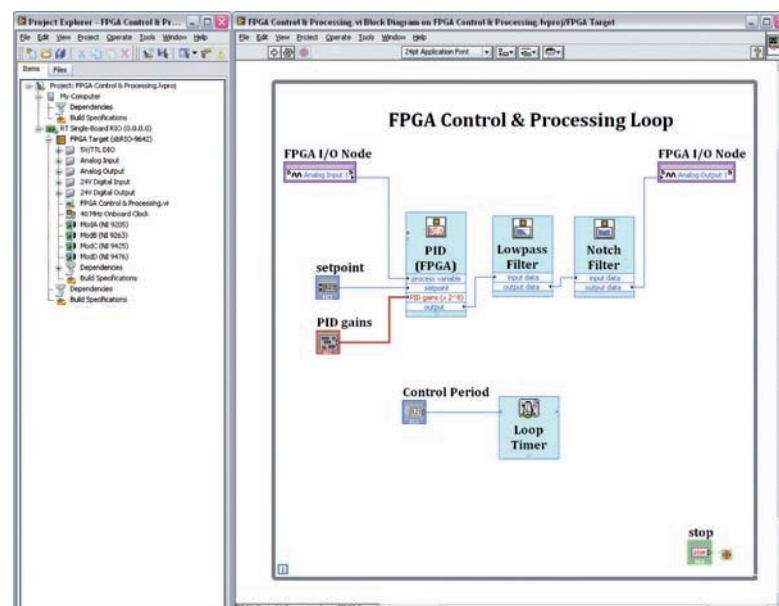 Project Explorer - FPGA Control & Pr...
File Edit View Project Operate Tools Window Help
Items Files
Project: FPGA Control & Processing.lvproj
My Computer
Dependencies
Build Specifications
RT Single-Board RIO (0.0.0.0)
FPGA Target (sbRIO-9642)
5V/TTL DIO
Analog Input
Analog Output
24V Digital Input
24V Digital Output
FPGA Control & Processing.vi
40 MHz Onboard Clock
ModA (NI 9205)
ModB (NI 9263)
ModC (NI 9425)
ModD (NI 9476)
Dependencies
Build Specifications
Dependencies
Build Specifications
FPGA Control & Processing.vi Block Diagram on FPGA Control & Processing.lvproj/FPGA Target
File Edit View Project Operate Tools Window Help
24pt Application Font
FPGA Control & Processing Loop
FPGA I/O Node
Analog Input 1
FPGA I/O Node
Analog Output 1
PID
(FPGA)
process variable
setpoint
PID gains (x 2^8)
output
Lowpass
Filter
input data
output data
Notch
Filter
input data
output data
setpoint
PID gains
Control Period
Loop
Timer
stop
i